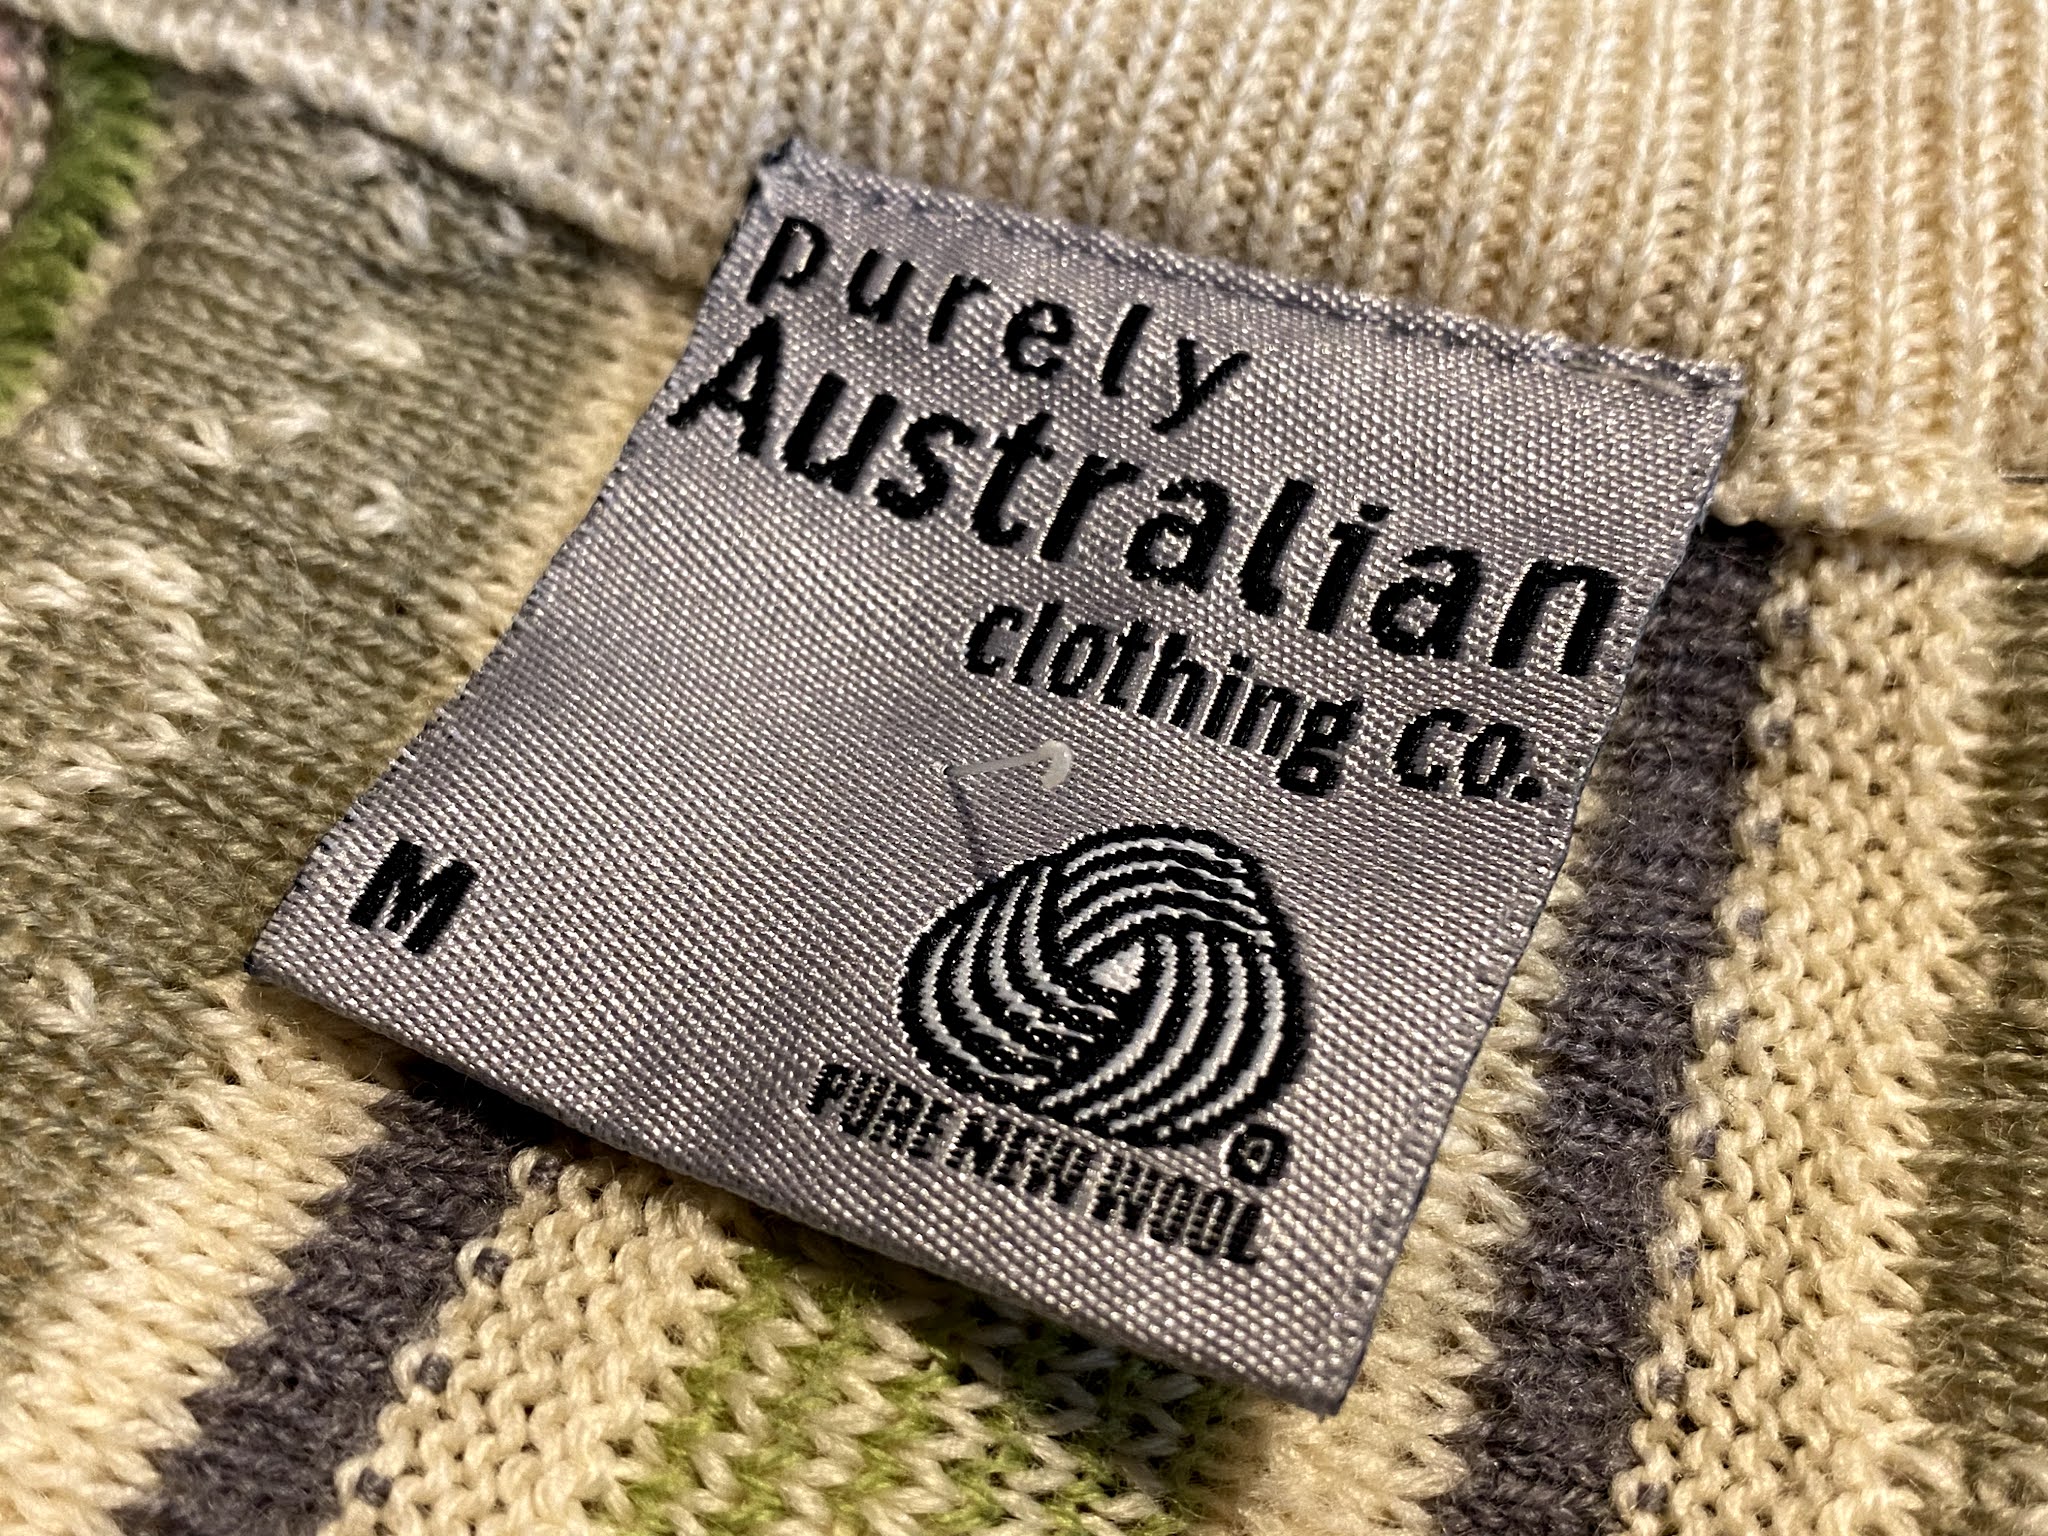 purely
Australian
clothing co.
M
®
PURE NEW WOOL